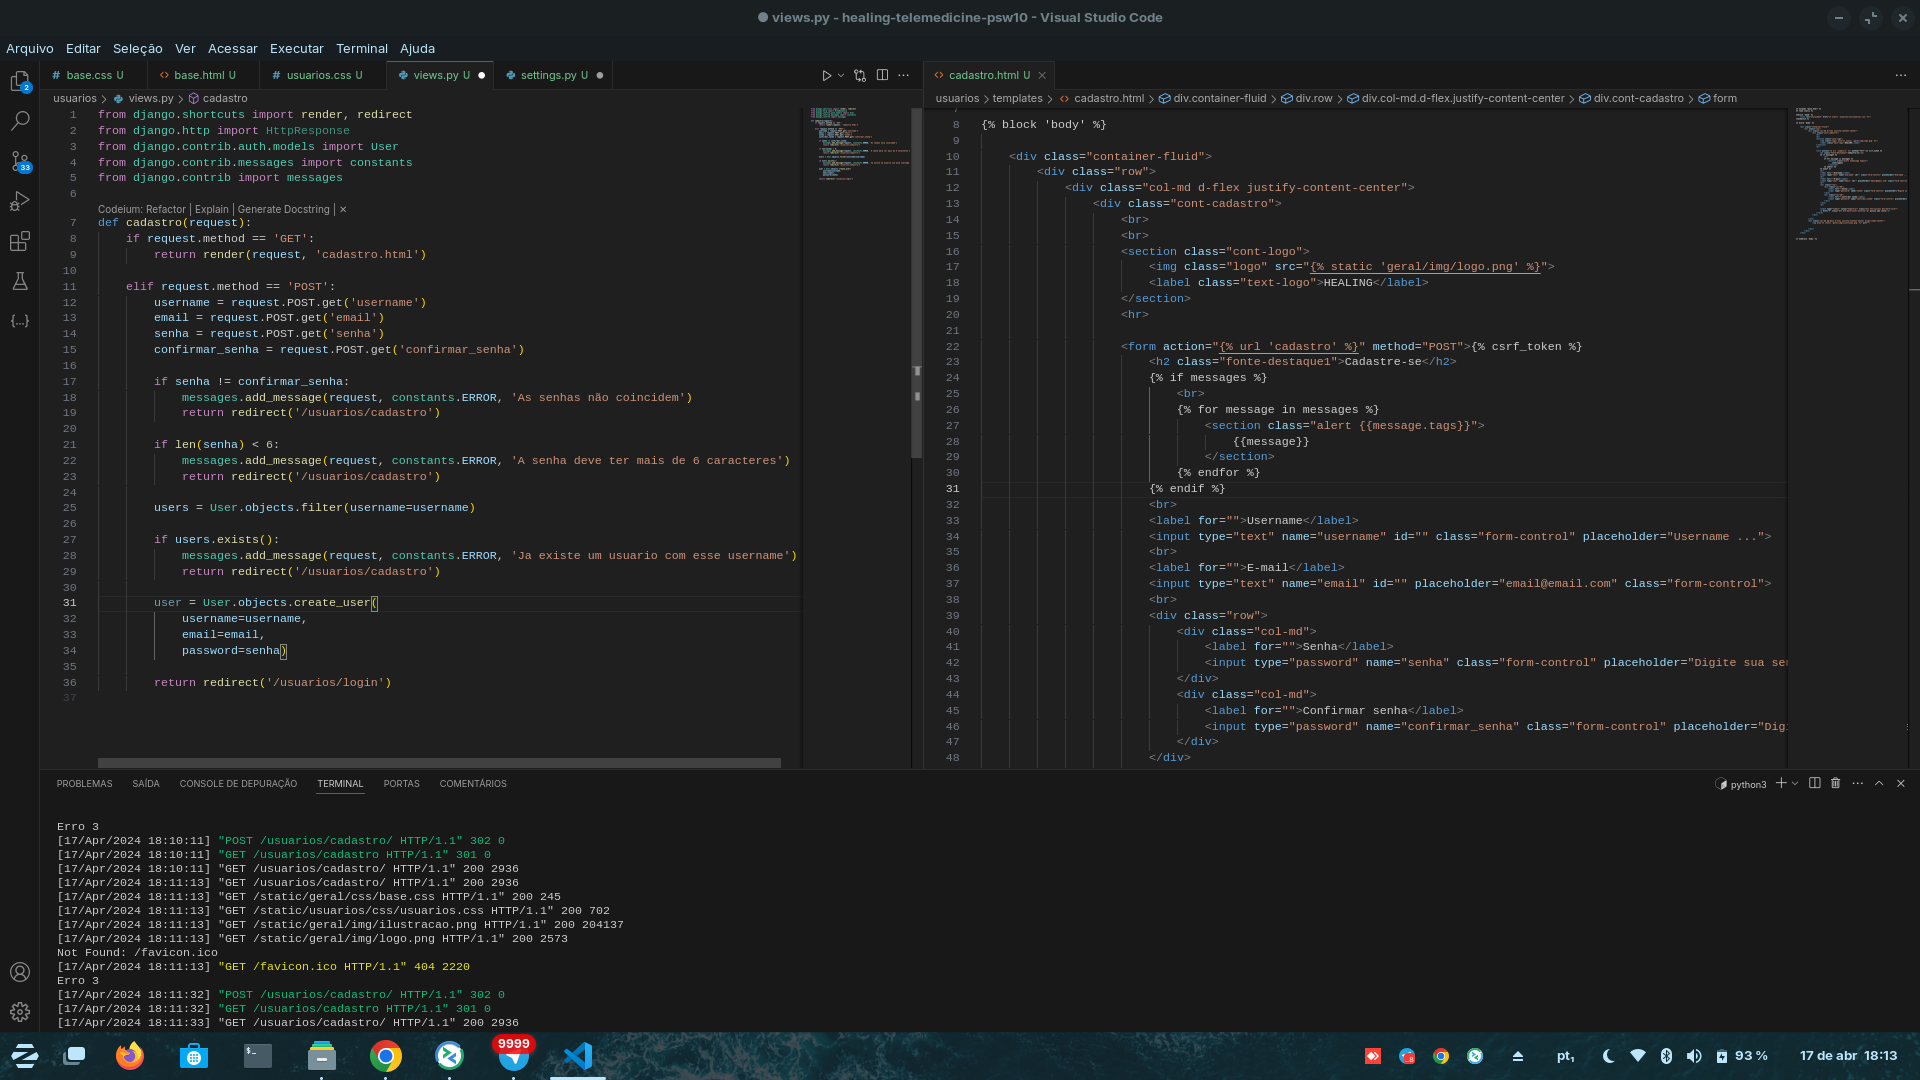 views.py - healing-telemedicine-psw10 - Visual Studio Code
Arquivo Editar Seleção Ver Acessar Executar Terminal Ajuda
base.css U base.html U usuarios.css U views.py U settings.py U
usuarios > views.py > cadastro
1 from django.shortcuts import render, redirect
2 from django.http import HttpResponse
3 from django.contrib.auth.models import User
4 from django.contrib.messages import constants
5 from django.contrib import messages
6
Codeium: Refactor | Explain | Generate Docstring | ×
7 def cadastro(request):
8 if request.method == 'GET':
9 return render(request, 'cadastro.html')
10
11 elif request.method == 'POST':
12 username = request.POST.get('username')
13 email = request.POST.get('email')
14 senha = request.POST.get('senha')
15 confirmar_senha = request.POST.get('confirmar_senha')
16
17 if senha != confirmar_senha:
18 messages.add_message(request, constants.ERROR, 'As senhas não coincidem')
19 return redirect('/usuarios/cadastro')
20
21 if len(senha) < 6:
22 messages.add_message(request, constants.ERROR, 'A senha deve ter mais de 6 caracteres')
23 return redirect('/usuarios/cadastro')
24
25 users = User.objects.filter(username=username)
26
27 if users.exists():
28 messages.add_message(request, constants.ERROR, 'Ja existe um usuario com esse username')
29 return redirect('/usuarios/cadastro')
30
31 user = User.objects.create_user(
32 username=username,
33 email=email,
34 password=senha)
35
36 return redirect('/usuarios/login')
37
cadastro.html U
usuarios > templates > cadastro.html > div.container-fluid > div.row > div.col-md.d-flex.justify-content-center > div.cont-cadastro > form
8 {% block 'body' %}
9
10 <div class="container-fluid">
11 <div class="row">
12 <div class="col-md d-flex justify-content-center">
13 <div class="cont-cadastro">
14 <br>
15 <br>
16 <section class="cont-logo">
17 <img class="logo" src="{% static 'geral/img/logo.png' %}">
18 <label class="text-logo">HEALING</label>
19 </section>
20 <hr>
21
22 <form action="{% url 'cadastro' %}" method="POST">{% csrf_token %}
23 <h2 class="fonte-destaque1">Cadastre-se</h2>
24 {% if messages %}
25 <br>
26 {% for message in messages %}
27 <section class="alert {{message.tags}}">
28 {{message}}
29 </section>
30 {% endfor %}
31 {% endif %}
32 <br>
33 <label for="">Username</label>
34 <input type="text" name="username" id="" class="form-control" placeholder="Username ...">
35 <br>
36 <label for="">E-mail</label>
37 <input type="text" name="email" id="" placeholder="email@email.com" class="form-control">
38 <br>
39 <div class="row">
40 <div class="col-md">
41 <label for="">Senha</label>
42 <input type="password" name="senha" class="form-control" placeholder="Digite sua se
43 </div>
44 <div class="col-md">
45 <label for="">Confirmar senha</label>
46 <input type="password" name="confirmar_senha" class="form-control" placeholder="Dig
47 </div>
48 </div>
PROBLEMAS SAÍDA CONSOLE DE DEPURAÇÃO TERMINAL PORTAS COMENTÁRIOS
python3
Erro 3
[17/Apr/2024 18:10:11] "POST /usuarios/cadastro/ HTTP/1.1" 302 0
[17/Apr/2024 18:10:11] "GET /usuarios/cadastro HTTP/1.1" 301 0
[17/Apr/2024 18:10:11] "GET /usuarios/cadastro/ HTTP/1.1" 200 2936
[17/Apr/2024 18:11:13] "GET /usuarios/cadastro/ HTTP/1.1" 200 2936
[17/Apr/2024 18:11:13] "GET /static/geral/css/base.css HTTP/1.1" 200 245
[17/Apr/2024 18:11:13] "GET /static/usuarios/css/usuarios.css HTTP/1.1" 200 702
[17/Apr/2024 18:11:13] "GET /static/geral/img/ilustracao.png HTTP/1.1" 200 204137
[17/Apr/2024 18:11:13] "GET /static/geral/img/logo.png HTTP/1.1" 200 2573
Not Found: /favicon.ico
[17/Apr/2024 18:11:13] "GET /favicon.ico HTTP/1.1" 404 2220
Erro 3
[17/Apr/2024 18:11:32] "POST /usuarios/cadastro/ HTTP/1.1" 302 0
[17/Apr/2024 18:11:32] "GET /usuarios/cadastro HTTP/1.1" 301 0
[17/Apr/2024 18:11:33] "GET /usuarios/cadastro/ HTTP/1.1" 200 2936
2
33
9999
pt₁ 93 % 17 de abr 18:13